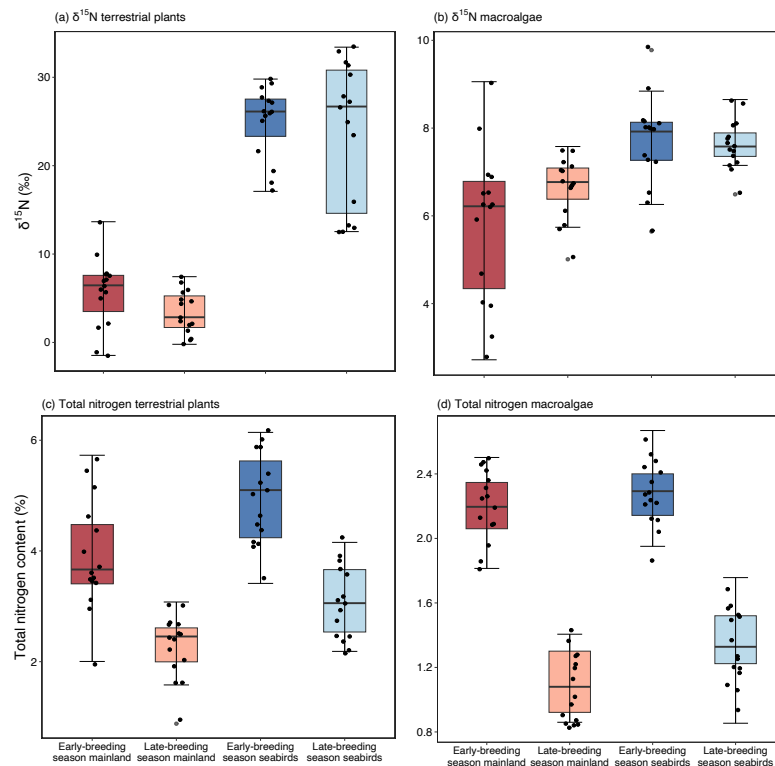 (a) δ¹⁵N terrestrial plants
(b) δ¹⁵N macroalgae
δ¹⁵N (‰)
30
20
10
0
10
8
6
4
(c) Total nitrogen terrestrial plants
(d) Total nitrogen macroalgae
Total nitrogen content (%)
6
4
2
2.4
2.0
1.6
1.2
0.8
Early-breeding Late-breeding Early-breeding Late-breeding
season mainland season mainland season seabirds season seabirds
Early-breeding Late-breeding Early-breeding Late-breeding
season mainland season mainland season seabirds season seabirds